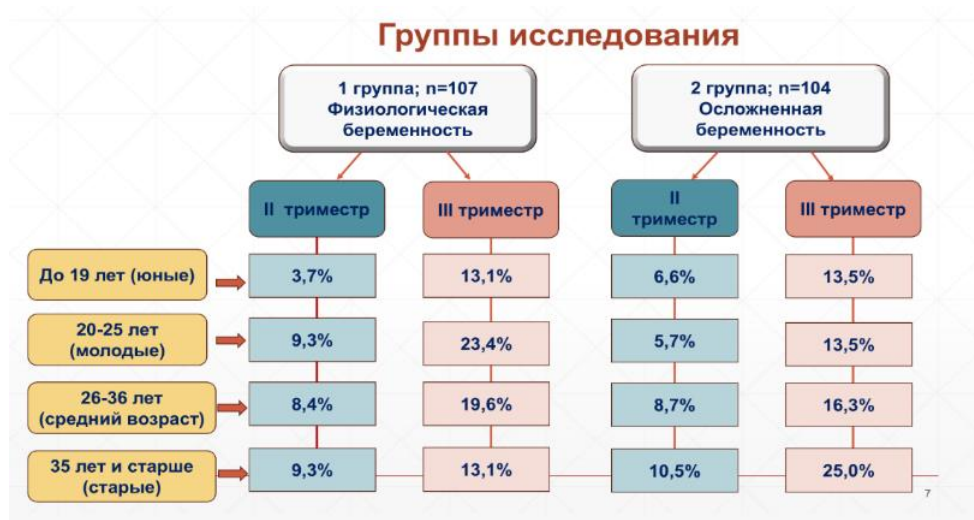 Группы исследования
1 группа; n=107
Физиологическая
беременность
2 группа; n=104
Осложненная
беременность
II триместр
III триместр
II
триместр
III триместр
До 19 лет (юные)
3,7%
13,1%
6,6%
13,5%
20-25 лет
(молодые)
9,3%
23,4%
5,7%
13,5%
26-36 лет
(средний возраст)
8,4%
19,6%
8,7%
16,3%
35 лет и старше
(старые)
9,3%
13,1%
10,5%
25,0%
7